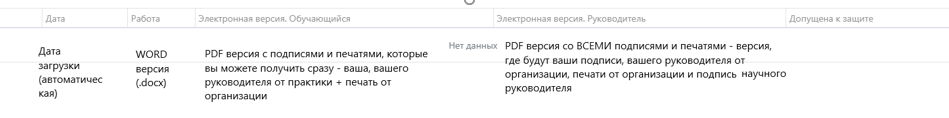 Дата Работа Электронная версия. Обучающийся Электронная версия. Руководитель Допущена к защите
Дата
загрузки
(автоматичес
кая)
WORD
версия
(.docx)
PDF версия с подписями и печатями, которые
вы можете получить сразу - ваша, вашего
руководителя от практики + печать от
организации
Нет данных
PDF версия со ВСЕМИ подписями и печатями - версия,
где будут ваши подписи, вашего руководителя от
организации, печати от организации и подпись научного
руководителя